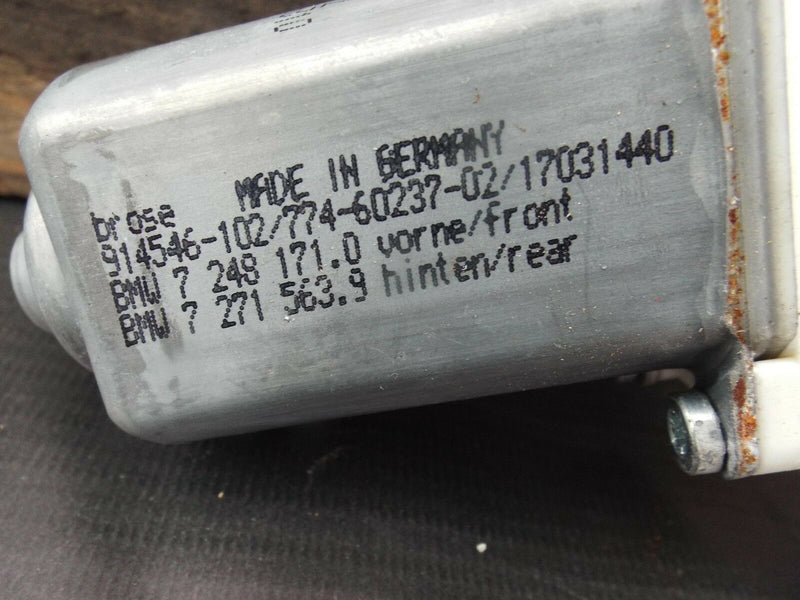 brose MADE IN GERMANY
914546-102/774-60237-02/17031440
BMW 7 248 171.0 vorne/front
BMW 7 271 563.9 hinten/rear